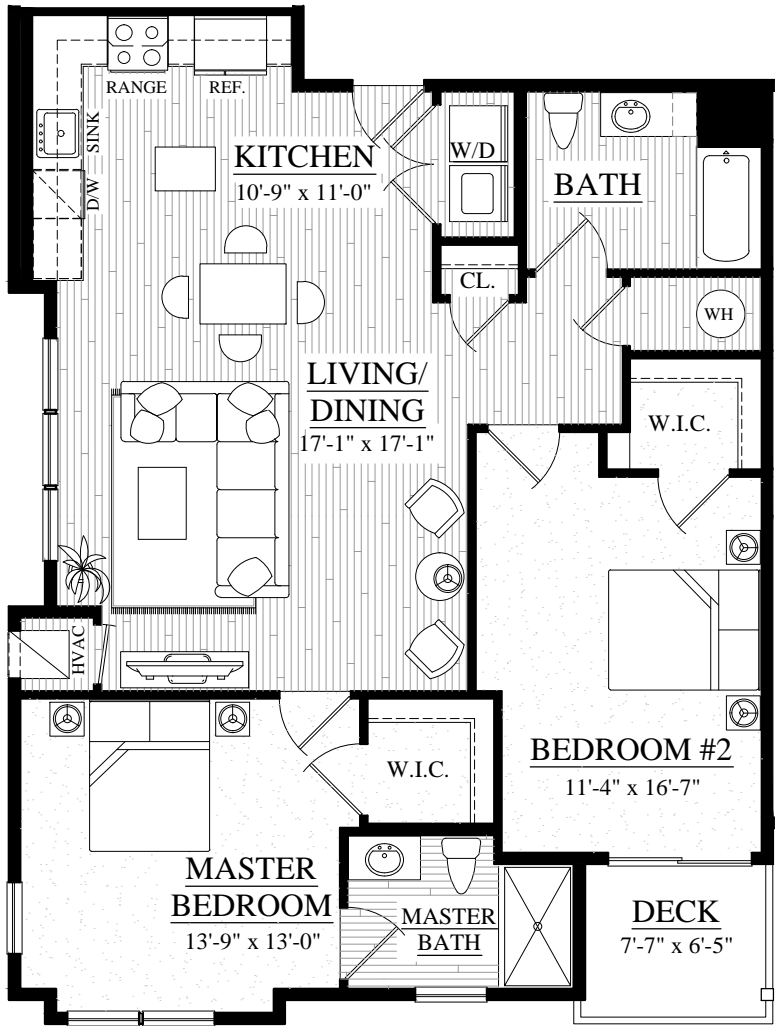 RANGE
REF.
SINK
D/W
KITCHEN
10'-9" x 11'-0"
W/D
BATH
CL.
WH
LIVING/
DINING
17'-1" x 17'-1"
W.I.C.
HVAC
BEDROOM #2
11'-4" x 16'-7"
W.I.C.
MASTER
BEDROOM
13'-9" x 13'-0"
MASTER
BATH
DECK
7'-7" x 6'-5"